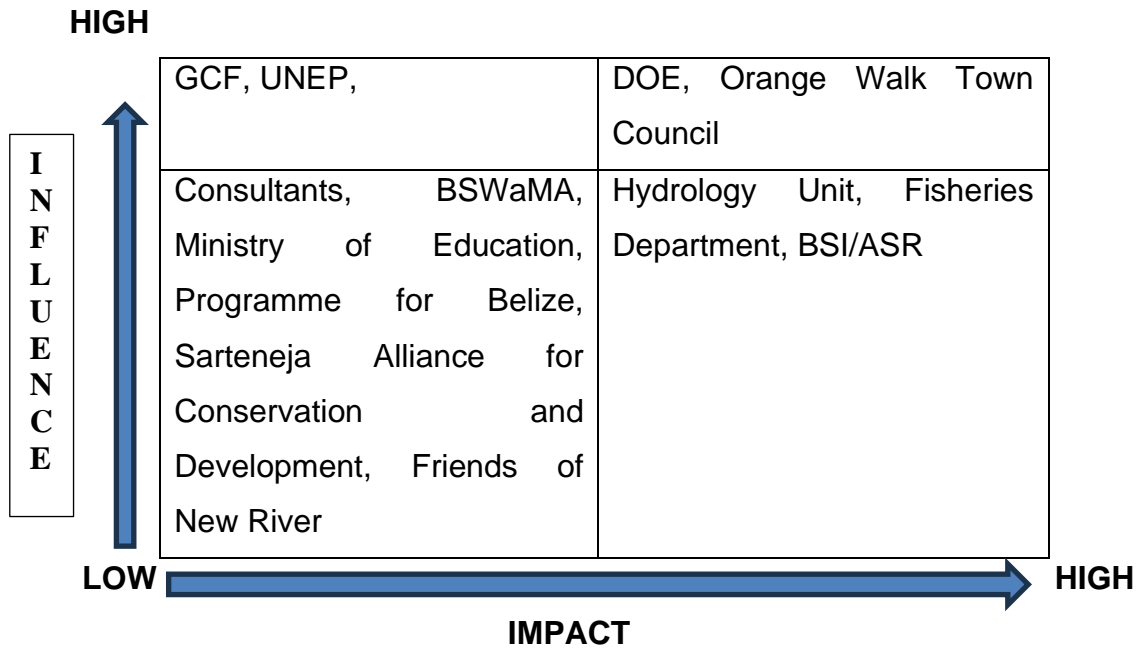 HIGH
GCF, UNEP,
DOE, Orange Walk Town
Council
INFLUENCE
Consultants, BSWaMA,
Ministry of Education,
Programme for Belize,
Sarteneja Alliance for
Conservation and
Development, Friends of
New River
Hydrology Unit, Fisheries
Department, BSI/ASR
LOW
HIGH
IMPACT